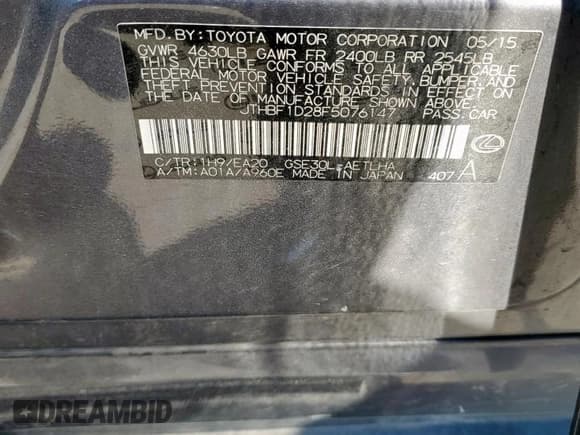 MFD. BY: TOYOTA MOTOR CORPORATION 05/15
GVWR 4630LB GAWR FR 2400LB RR 2545LB
THIS VEHICLE CONFORMS TO ALL APPLICABLE
FEDERAL MOTOR VEHICLE SAFETY, BUMPER AND
THEFT PREVENTION STANDARDS IN EFFECT ON
THE DATE OF MANUFACTURE SHOWN ABOVE.
JTHBF1D28F5076147 PASS.CAR
C/TR:1H9/EA20 GSE30L-AETLHA
A/TM:A01A/A960E MADE IN JAPAN 407 A
DREAMBID